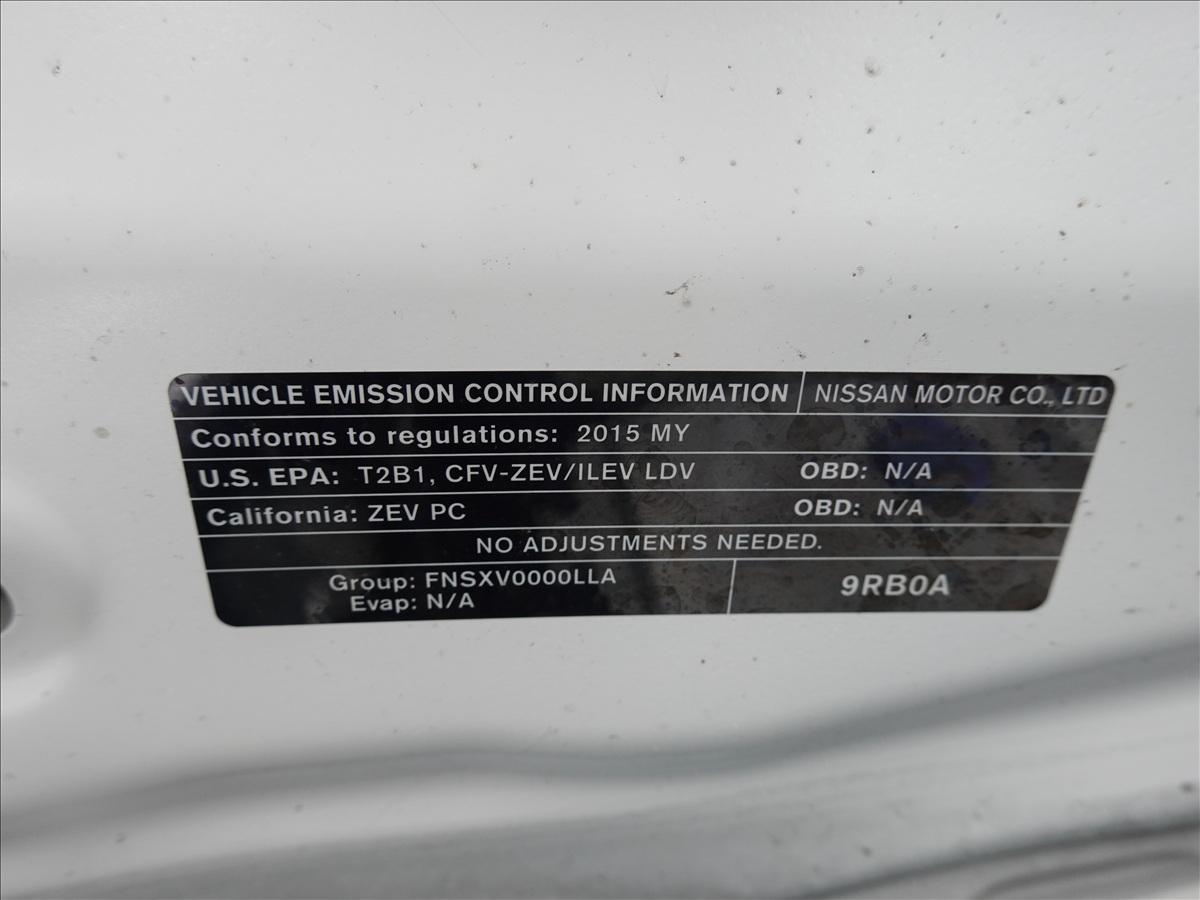 VEHICLE EMISSION CONTROL INFORMATION NISSAN MOTOR CO., LTD
Conforms to regulations: 2015 MY
U.S. EPA: T2B1, CFV-ZEV/ILEV LDV OBD: N/A
California: ZEV PC OBD: N/A
NO ADJUSTMENTS NEEDED.
Group: FNSXV0000LLA
Evap: N/A
9RB0A